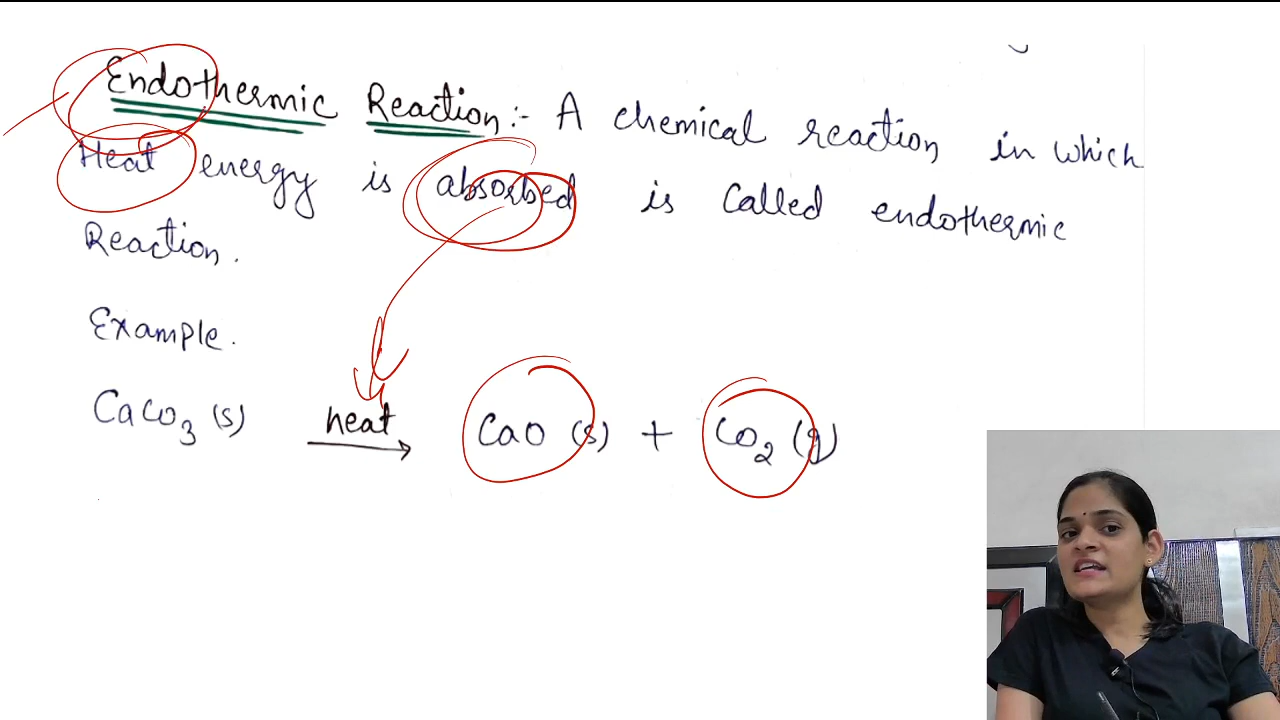 Endothermic Reaction :- A chemical reaction in which
Heat energy is absorbed is called endothermic
Reaction.
Example.
CaCO3 (s) heat → CaO (s) + CO2 (g)